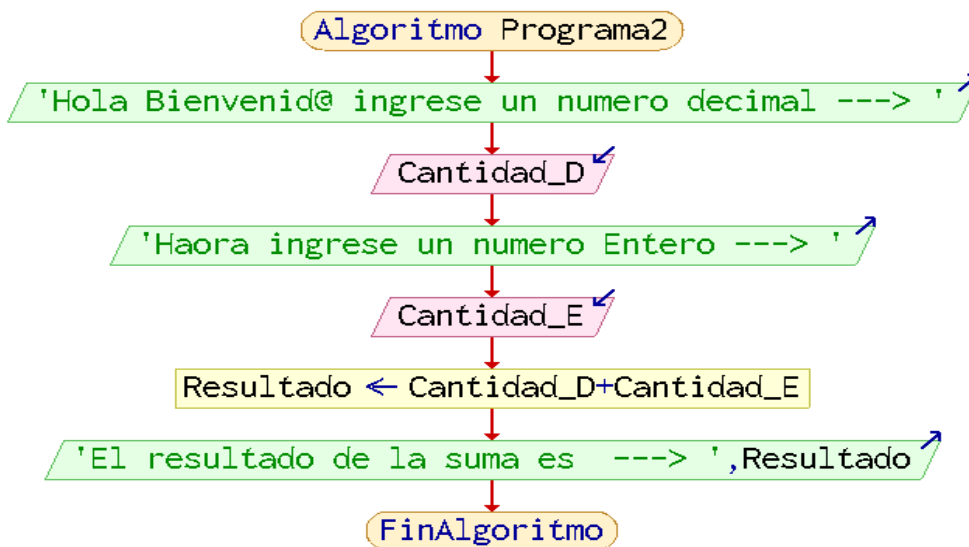 Algoritmo Programa2
'Hola Bienvenid@ ingrese un numero decimal ---> '
Cantidad_D
'Haora ingrese un numero Entero ---> '
Cantidad_E
Resultado ← Cantidad_D+Cantidad_E
'El resultado de la suma es  ---> ',Resultado
FinAlgoritmo